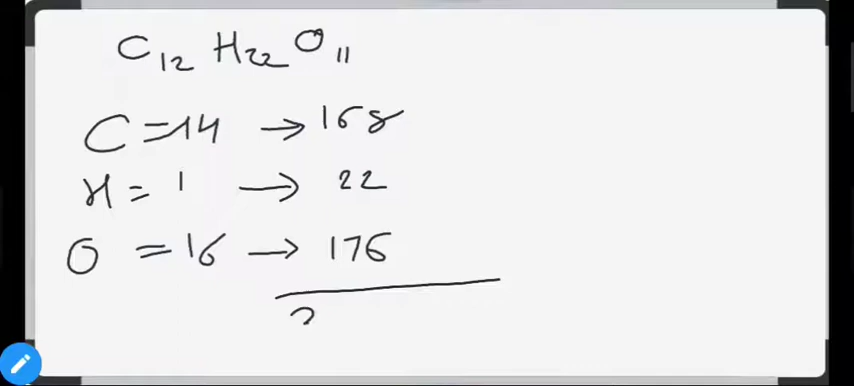 C₁₂ H₂₂ O₁₁
C = 14 → 168
H = 1 → 22
O = 16 → 176
?